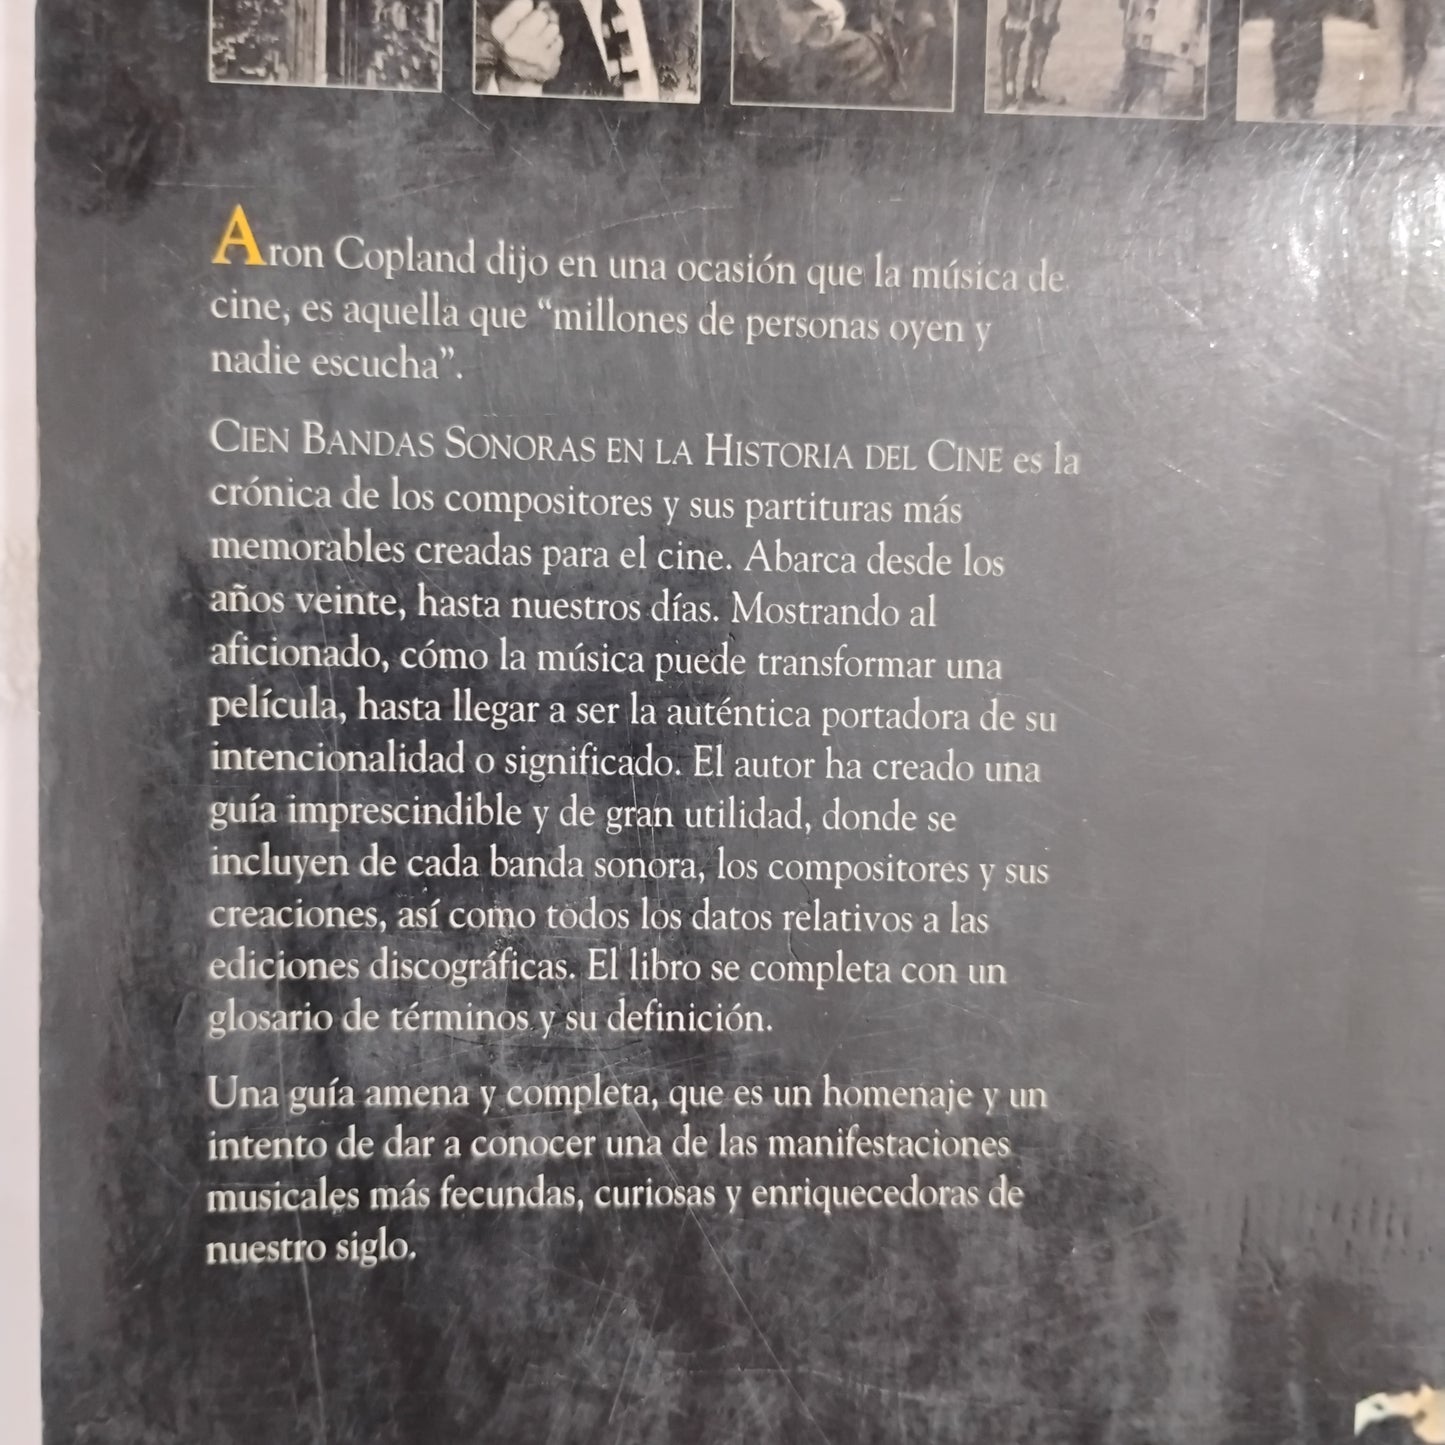 Aron Copland dijo en una ocasión que la música de
cine, es aquella que “millones de personas oyen y
nadie escucha”.
CIEN BANDAS SONORAS EN LA HISTORIA DEL CINE es la
crónica de los compositores y sus partituras más
memorables creadas para el cine. Abarca desde los
años veinte, hasta nuestros días. Mostrando al
aficionado, cómo la música puede transformar una
película, hasta llegar a ser la auténtica portadora de su
intencionalidad o significado. El autor ha creado una
guía imprescindible y de gran utilidad, donde se
incluyen de cada banda sonora, los compositores y sus
creaciones, así como todos los datos relativos a las
ediciones discográficas. El libro se completa con un
glosario de términos y su definición.
Una guía amena y completa, que es un homenaje y un
intento de dar a conocer una de las manifestaciones
musicales más fecundas, curiosas y enriquecedoras de
nuestro siglo.